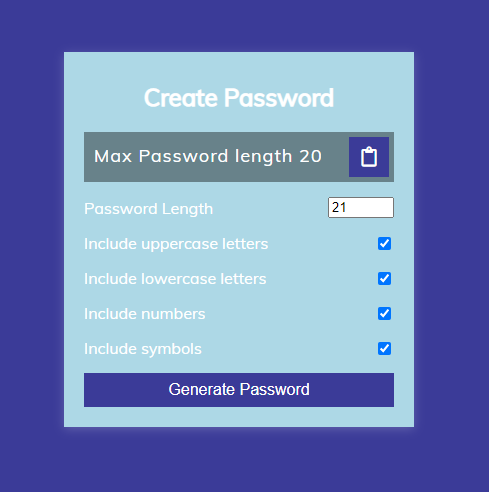 Create Password
Max Password length 20
Password Length 21
Include uppercase letters
Include lowercase letters
Include numbers
Include symbols
Generate Password